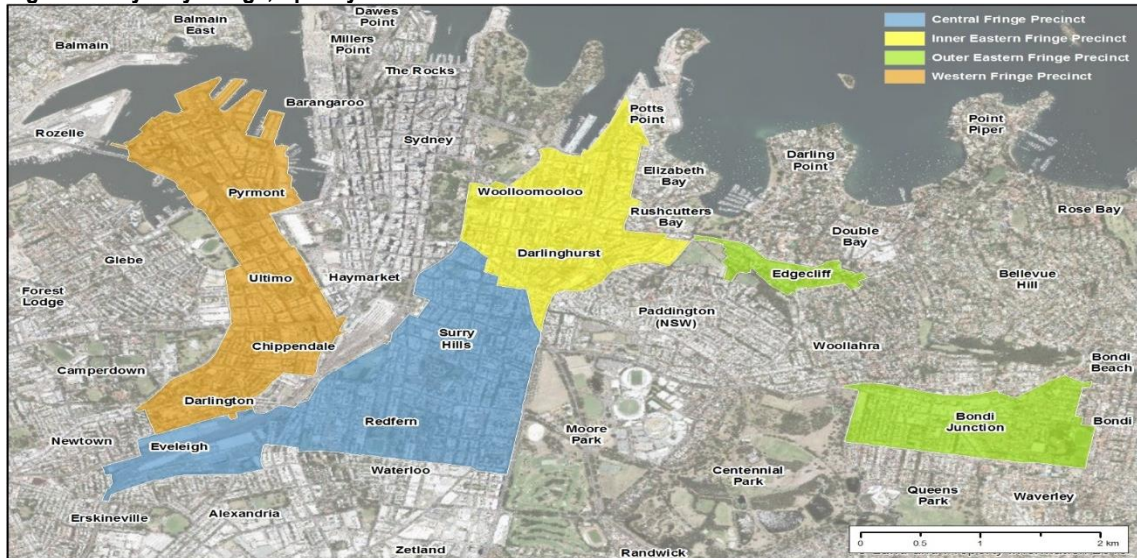 Central Fringe Precinct
Inner Eastern Fringe Precinct
Outer Eastern Fringe Precinct
Western Fringe Precinct
Balmain
East
Balmain
Dawes
Point
Millers
Point
The Rocks
Barangaroo
Rozelle
Sydney
Potts
Point
Point
Piper
Darling
Point
Elizabeth
Bay
Pyrmont
Woolloomooloo
Rushcutters
Bay
Rose Bay
Double
Bay
Glebe
Darlinghurst
Ultimo
Haymarket
Edgecliff
Bellevue
Hill
Forest
Lodge
Paddington
(NSW)
Surry
Hills
Chippendale
Woollahra
Camperdown
Bondi
Beach
Darlington
Redfern
Moore
Park
Bondi
Junction
Bondi
Newtown
Eveleigh
Waterloo
Centennial
Park
Queens
Park
Waverley
Erskineville
Alexandria
Zetland
Randwick
0 0.5 1 2 km